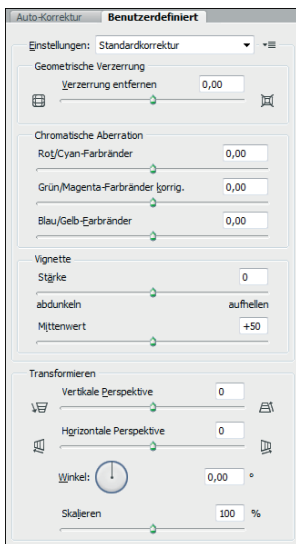 Auto-Korrektur Benutzerdefiniert
Einstellungen: Standardkorrektur
Geometrische Verzerrung
Verzerrung entfernen 0,00
Chromatische Aberration
Rot/Cyan-Farbränder 0,00
Grün/Magenta-Farbränder korrig. 0,00
Blau/Gelb-Farbränder 0,00
Vignette
Stärke 0
abdunkeln aufhellen
Mittenwert +50
Transformieren
Vertikale Perspektive 0
Horizontale Perspektive 0
Winkel: 0,00 °
Skalieren 100 %